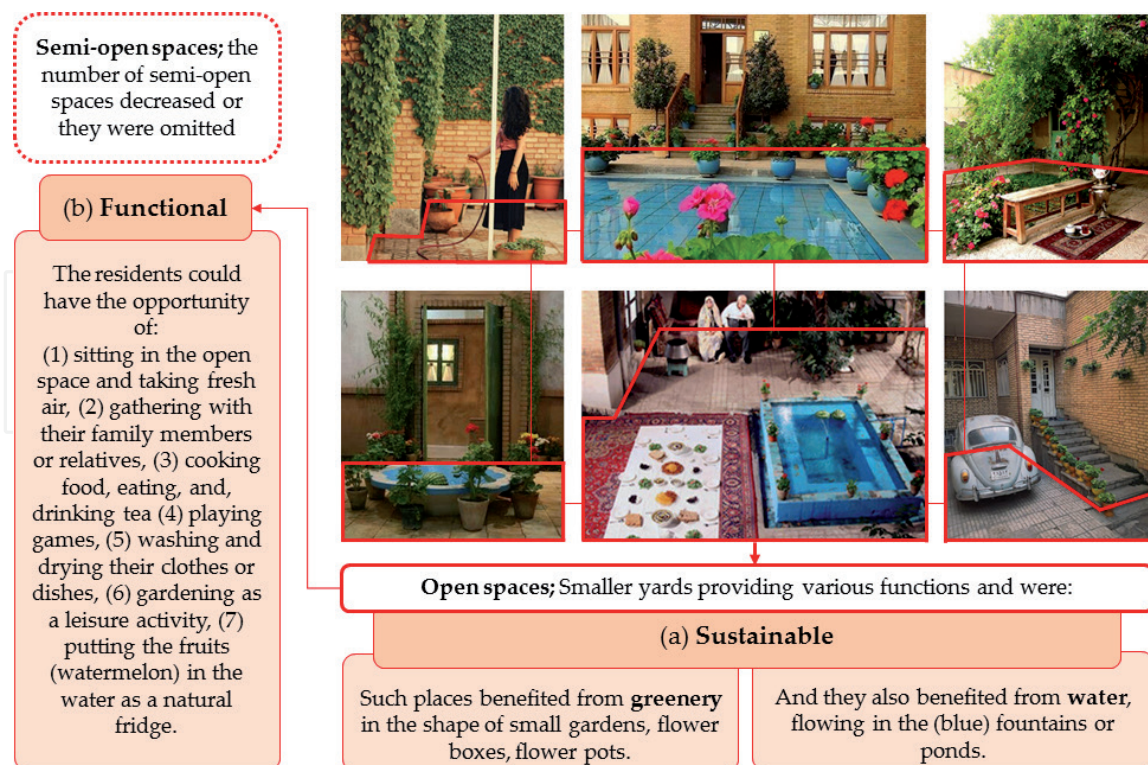 Semi-open spaces; the
number of semi-open
spaces decreased or
they were omitted
(b) Functional
The residents could
have the opportunity
of:
(1) sitting in the open
space and taking fresh
air, (2) gathering with
their family members
or relatives, (3) cooking
food, eating, and,
drinking tea (4) playing
games, (5) washing and
drying their clothes or
dishes, (6) gardening as
a leisure activity, (7)
putting the fruits
(watermelon) in the
water as a natural
fridge.
Open spaces; Smaller yards providing various functions and were:
(a) Sustainable
Such places benefited from greenery
in the shape of small gardens, flower
boxes, flower pots.
And they also benefited from water,
flowing in the (blue) fountains or
ponds.